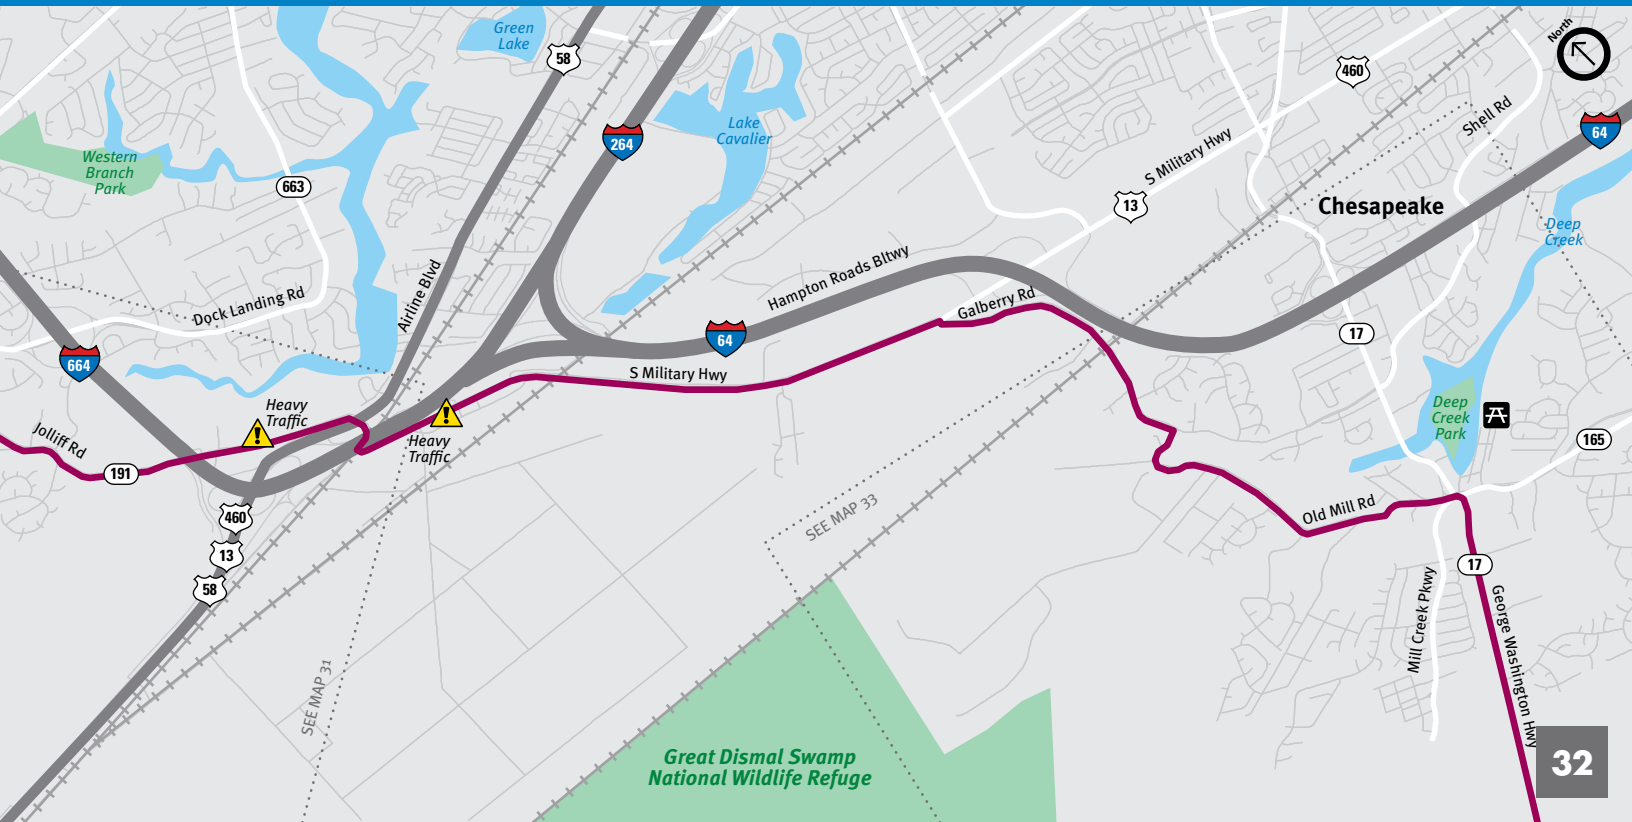 Green
Lake
58
North
460
Shell Rd
64
264
Lake
Cavalier
S Military Hwy
Western
Branch
Park
663
13
Chesapeake
Deep
Creek
Hampton Roads Bltwy
Airline Blvd
Dock Landing Rd
Galberry Rd
64
17
664
S Military Hwy
Heavy
Traffic
Heavy
Traffic
Deep
Creek
Park
Jolliff Rd
191
165
460
SEE MAP 33
Old Mill Rd
13
58
17
Mill Creek Pkwy
George Washington Hwy
SEE MAP 31
Great Dismal Swamp
National Wildlife Refuge
32